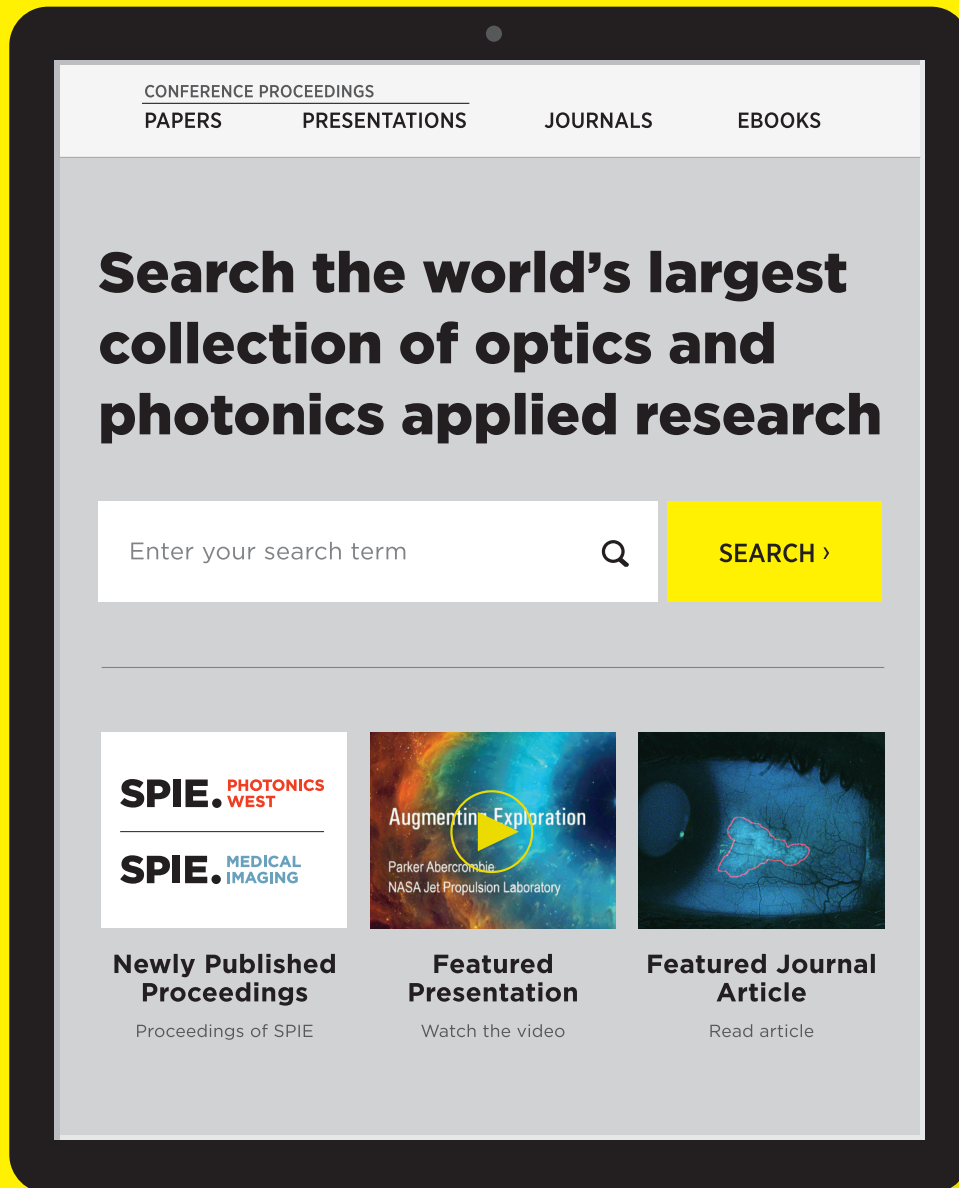 CONFERENCE PROCEEDINGS
PAPERS PRESENTATIONS JOURNALS EBOOKS
Search the world’s largest
collection of optics and
photonics applied research
Enter your search term
SEARCH ›
SPIE. PHOTONICS
WEST
SPIE. MEDICAL
IMAGING
Augmenting Exploration
Parker Abercrombie
NASA Jet Propulsion Laboratory
Newly Published
Proceedings
Proceedings of SPIE
Featured
Presentation
Watch the video
Featured Journal
Article
Read article